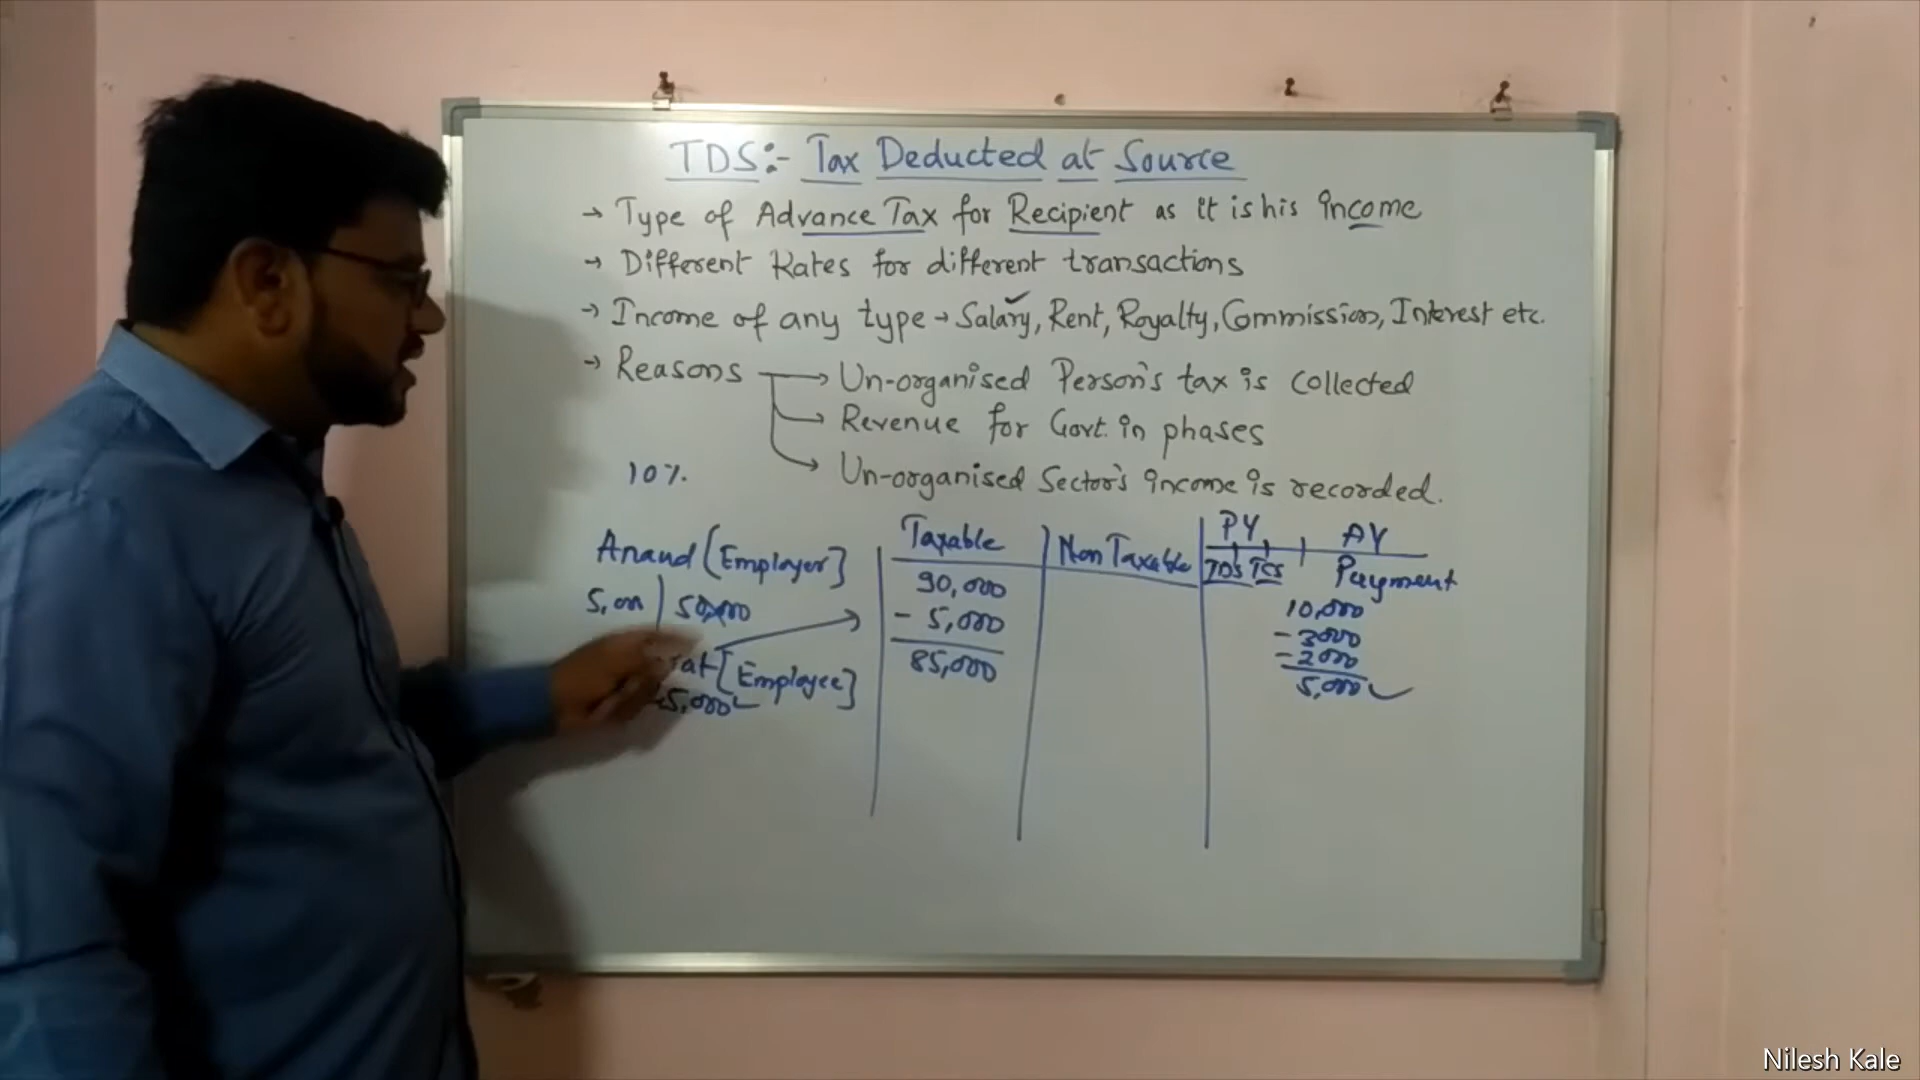 TDS:- Tax Deducted at Source
→ Type of Advance Tax for Recipient as it is his income
→ Different Rates for different transactions
→ Income of any type → Salary, Rent, Royalty, Commission, Interest etc.
→ Reasons → Un-organised Person's tax is collected
→ Revenue for Govt. in phases
→ Un-organised Sector's income is recorded.
10%.
Anand [Employer]
50,000
[Employee]
5,000
Taxable
90,000
- 5,000
85,000
Non Taxable
PY AY
TDS TCS Payment
10,000
- 3000
- 2000
5,000
Nilesh Kale